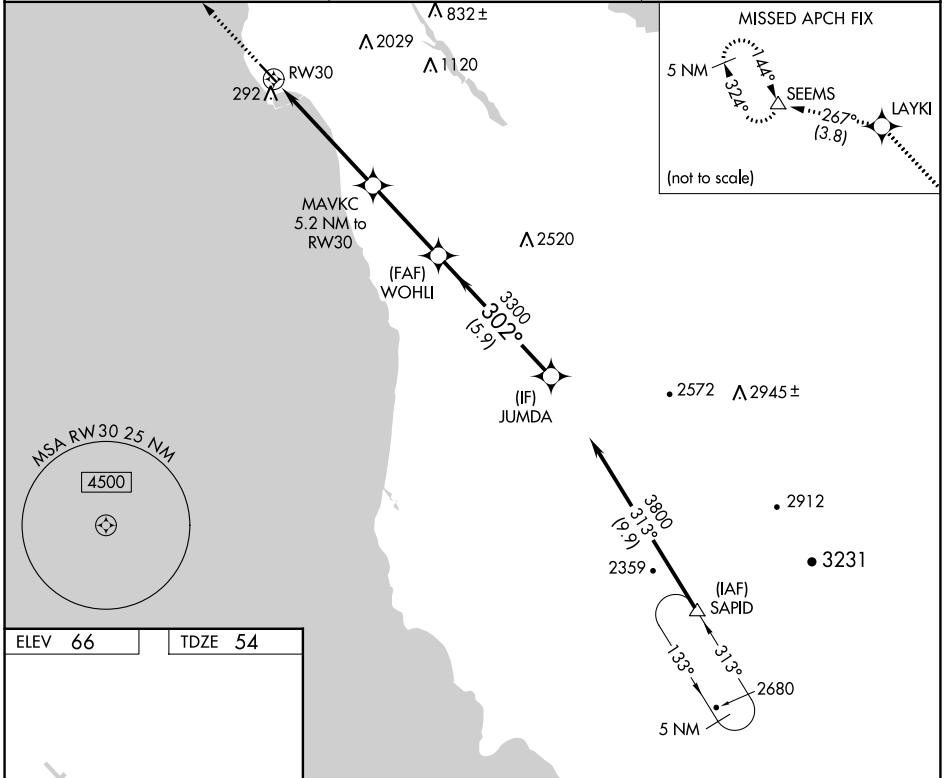 832 ±
2029
1120
RW30
292
MISSED APCH FIX
5 NM
144°
324°
SEEMS
LAYKI
267°
(3.8)
(not to scale)
MAVKC
5.2 NM to
RW30
2520
(FAF)
WOHLI
3300
302°
(5.9)
(IF)
JUMDA
2572
2945 ±
MSA RW30 25 NM
4500
3800
313°
(9.9)
2912
2359
3231
(IAF)
SAPID
133°
313°
2680
5 NM
ELEV 66
TDZE 54